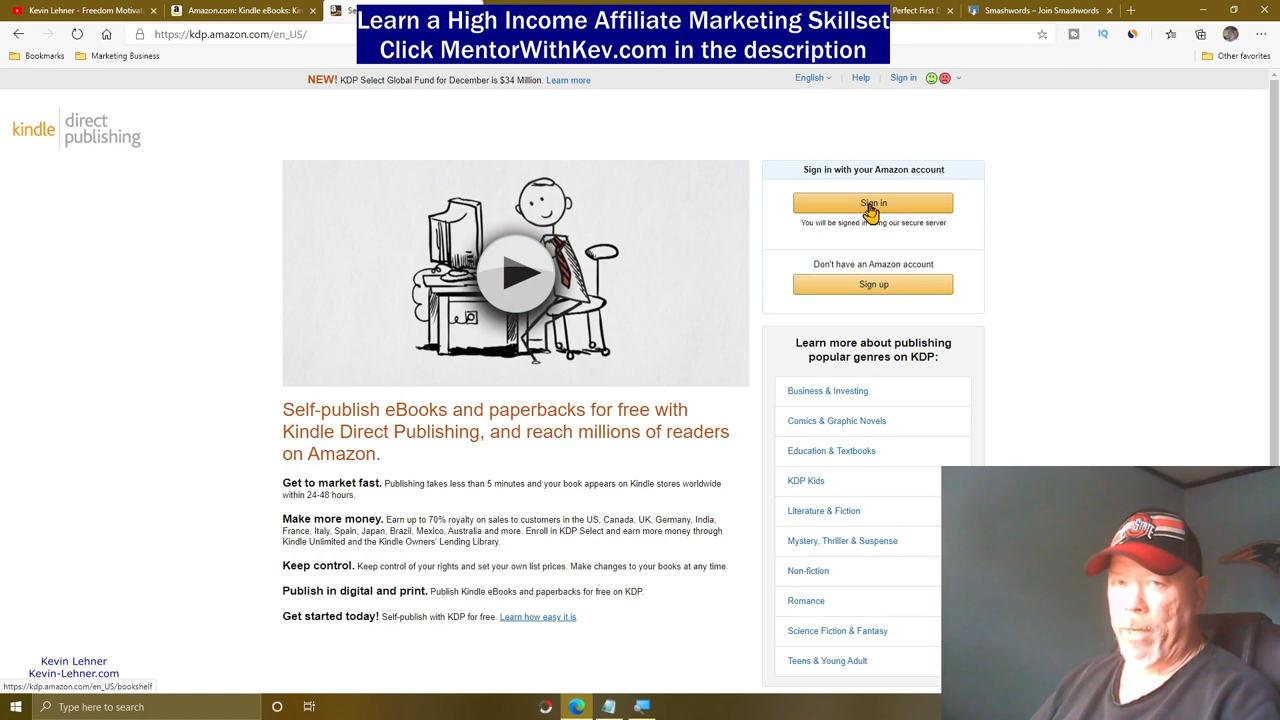 YouTube - Kevin Lehner - Freedom Motivat
Amazon.com: Kindle eBooks: Kin
Se
Perfect First D
Smashwords – Join Smashwords
Learn a High Income Affiliate Marketing Skillset
Click MentorWithKev.com in the description
https://kdp.amazon.com/en_US/
Bookmarks
Marketing Business
Other favorites
NEW! KDP Select Global Fund for December is $34 Million. Learn more
English
Help
Sign in
kindle direct publishing
Sign in with your Amazon account
Sign in
You will be signed in using our secure server
Don't have an Amazon account
Sign up
Learn more about publishing
popular genres on KDP:
Business & Investing
Comics & Graphic Novels
Education & Textbooks
KDP Kids
Literature & Fiction
Mystery, Thriller & Suspense
Non-fiction
Romance
Science Fiction & Fantasy
Teens & Young Adult
Self-publish eBooks and paperbacks for free with
Kindle Direct Publishing, and reach millions of readers
on Amazon.
Get to market fast. Publishing takes less than 5 minutes and your book appears on Kindle stores worldwide
within 24-48 hours.
Make more money. Earn up to 70% royalty on sales to customers in the US, Canada, UK, Germany, India,
France, Italy, Spain, Japan, Brazil, Mexico, Australia and more. Enroll in KDP Select and earn more money through
Kindle Unlimited and the Kindle Owners' Lending Library.
Keep control. Keep control of your rights and set your own list prices. Make changes to your books at any time.
Publish in digital and print. Publish Kindle eBooks and paperbacks for free on KDP.
Get started today! Self-publish with KDP for free. Learn how easy it is.
Kevin Lehner
Kevin-Lehner.com
https://kdp.amazon.com/en_US/bookshelf
Type here to search